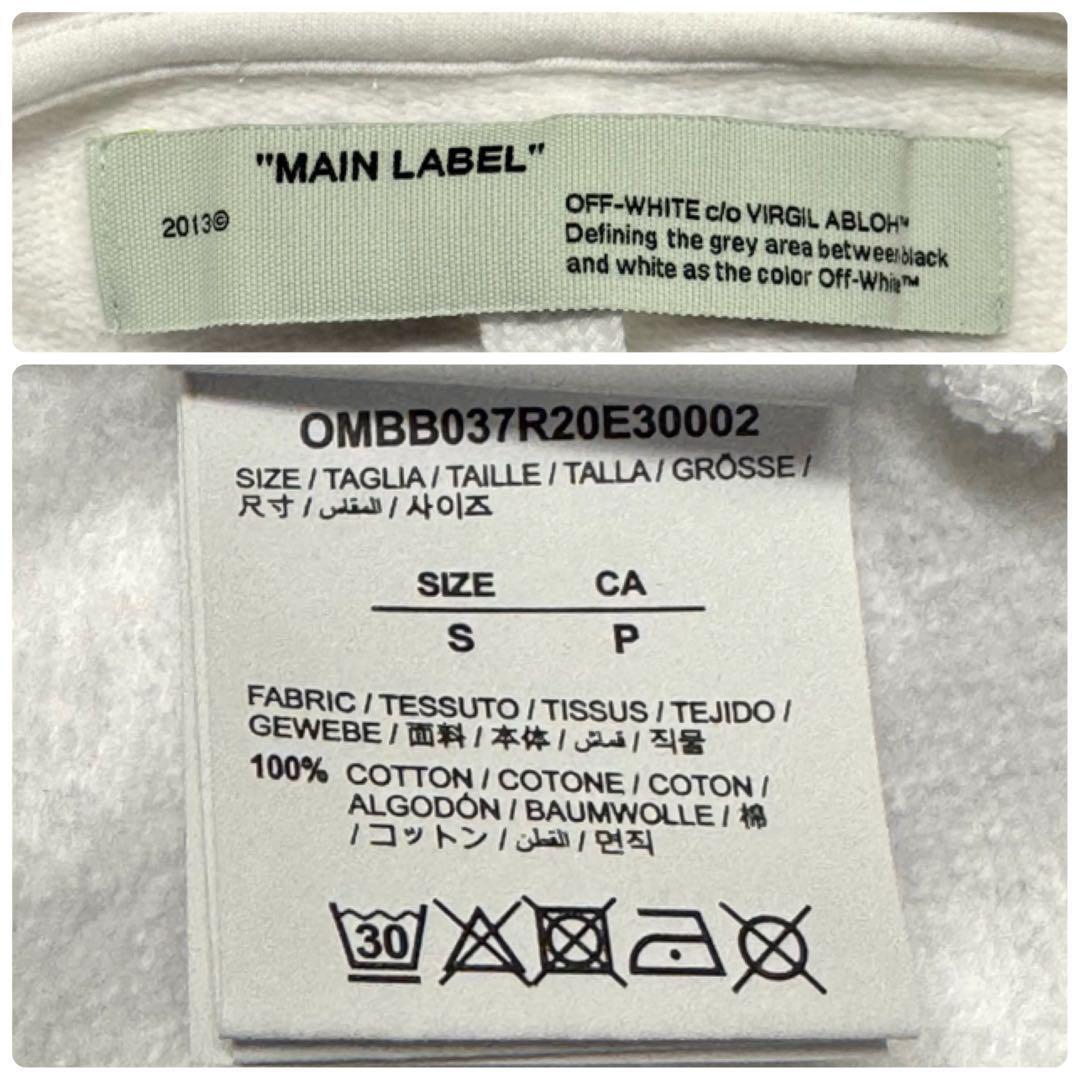 "MAIN LABEL"
2013©
OFF-WHITE c/o VIRGIL ABLOH™
Defining the grey area between black
and white as the color Off-White™
OMBB037R20E30002
SIZE / TAGLIA / TAILLE / TALLA / GRÖSSE /
尺寸 / المقاس / 사이즈
SIZE CA
S P
FABRIC / TESSUTO / TISSUS / TEJIDO /
GEWEBE / 面料 / 本体 / قماش / 직물
100% COTTON / COTONE / COTON /
ALGODÓN / BAUMWOLLE / 棉
/ コットン / القطن / 면직
30